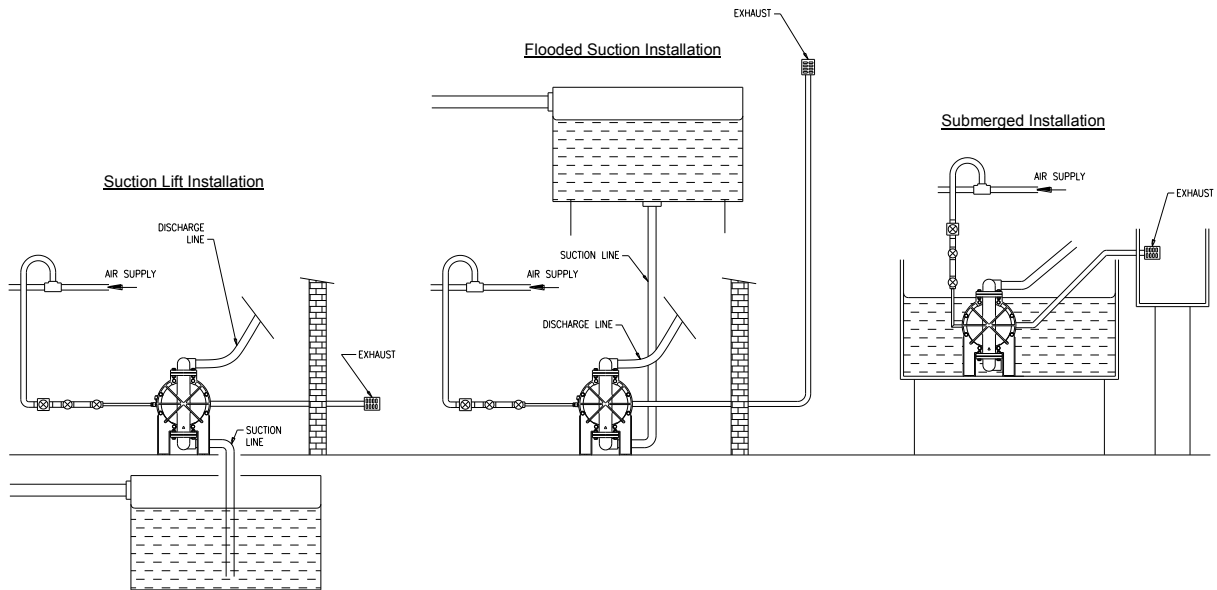 Suction Lift Installation
DISCHARGE
LINE
AIR SUPPLY
EXHAUST
SUCTION
LINE
Flooded Suction Installation
EXHAUST
SUCTION LINE
AIR SUPPLY
DISCHARGE LINE
Submerged Installation
AIR SUPPLY
EXHAUST